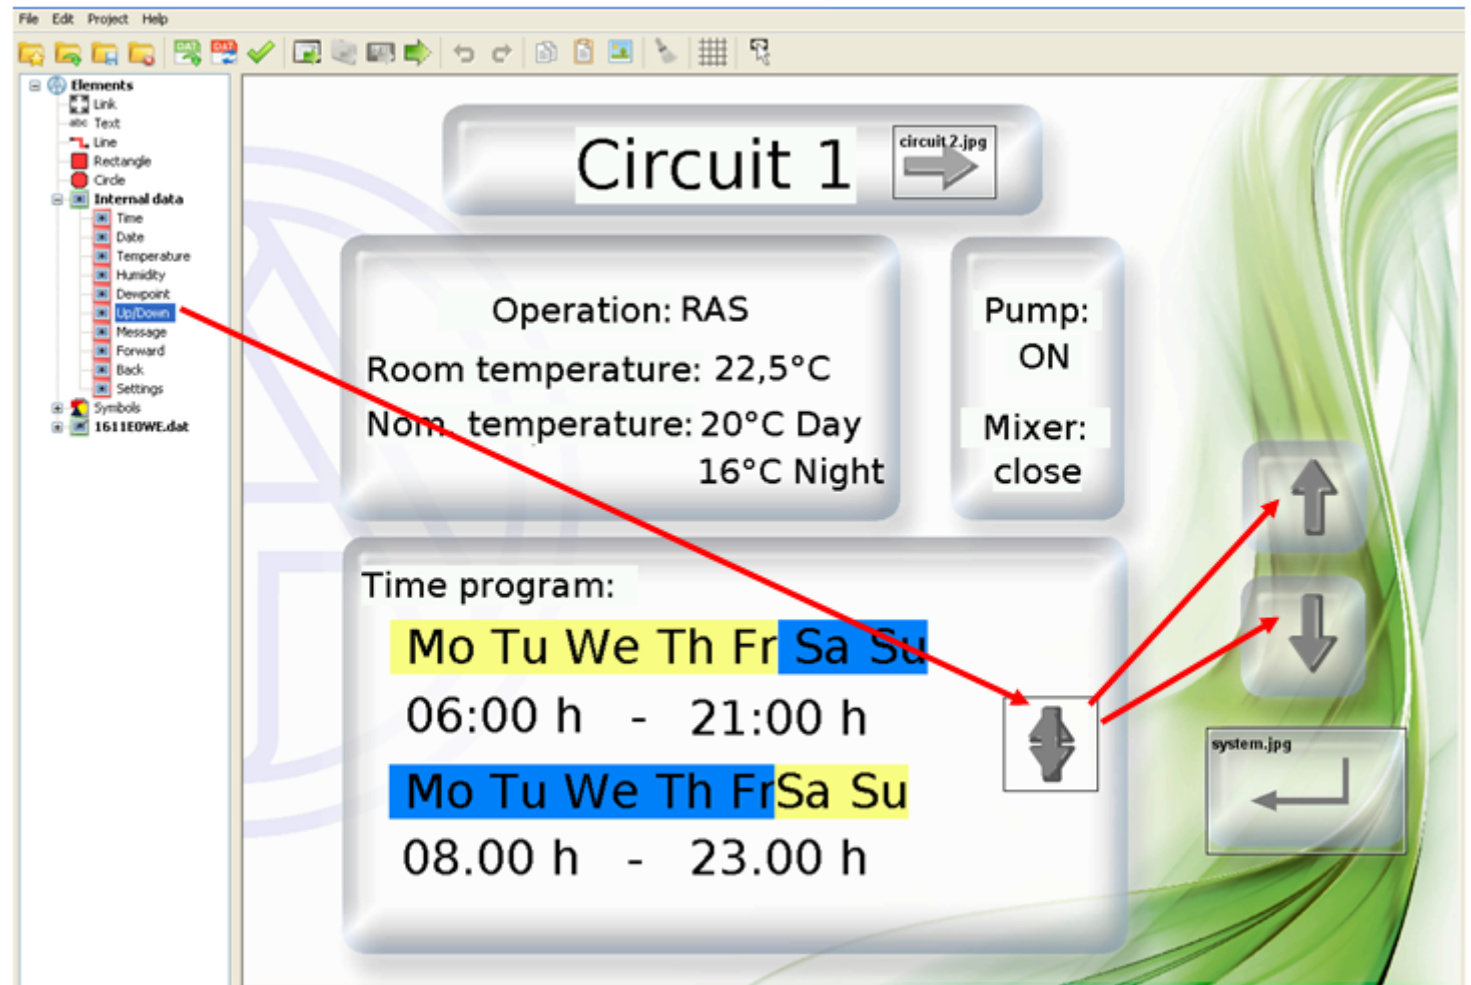 File Edit Project Help
Elements
Link
abc Text
Line
Rectangle
Circle
Internal data
Time
Date
Temperature
Humidity
Dewpoint
Up/Down
Message
Forward
Back
Settings
Symbols
1611E0WE.dat
Circuit 1
circuit 2.jpg
Operation: RAS
Room temperature: 22,5°C
Nom. temperature: 20°C Day
16°C Night
Pump:
ON
Mixer:
close
Time program:
Mo Tu We Th Fr Sa Su
06:00 h - 21:00 h
Mo Tu We Th Fr Sa Su
08.00 h - 23.00 h
system.jpg